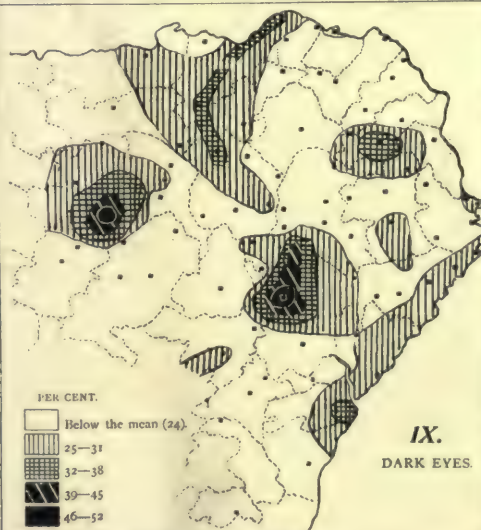 PER CENT.
Below the mean (24).
25—31
32—38
39—45
46—52
IX.
DARK EYES.